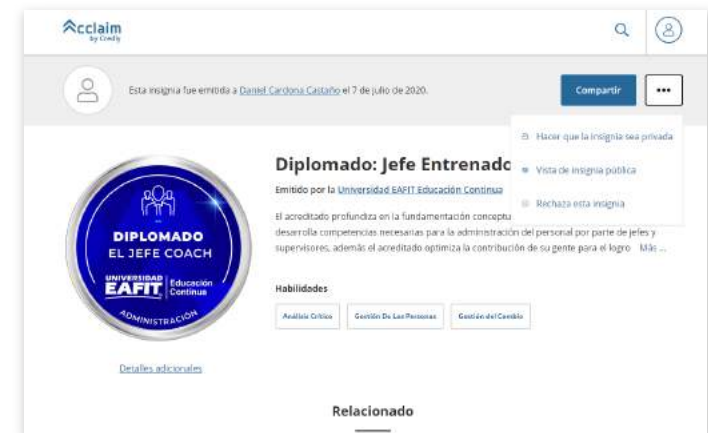 Acclaim
by Credly
Esta insignia fue emitida a Daniel Cardona Castaño el 7 de julio de 2020.
Compartir
Hacer que la insignia sea privada
Vista de insignia pública
Rechaza esta insignia
Diplomado: Jefe Entrenado
Emitido por la Universidad EAFIT Educación Continua
El acreditado profundiza en la fundamentación conceptu
desarrolla competencias necesarias para la administración del personal por parte de jefes y
supervisores, además el acreditado optimiza la contribución de su gente para el logro Más ...
DIPLOMADO
EL JEFE COACH
UNIVERSIDAD
EAFIT
Educación
Continua
ADMINISTRACIÓN
Habilidades
Análisis Crítico
Gestión De Las Personas
Gestión del Cambio
Detalles adicionales
Relacionado